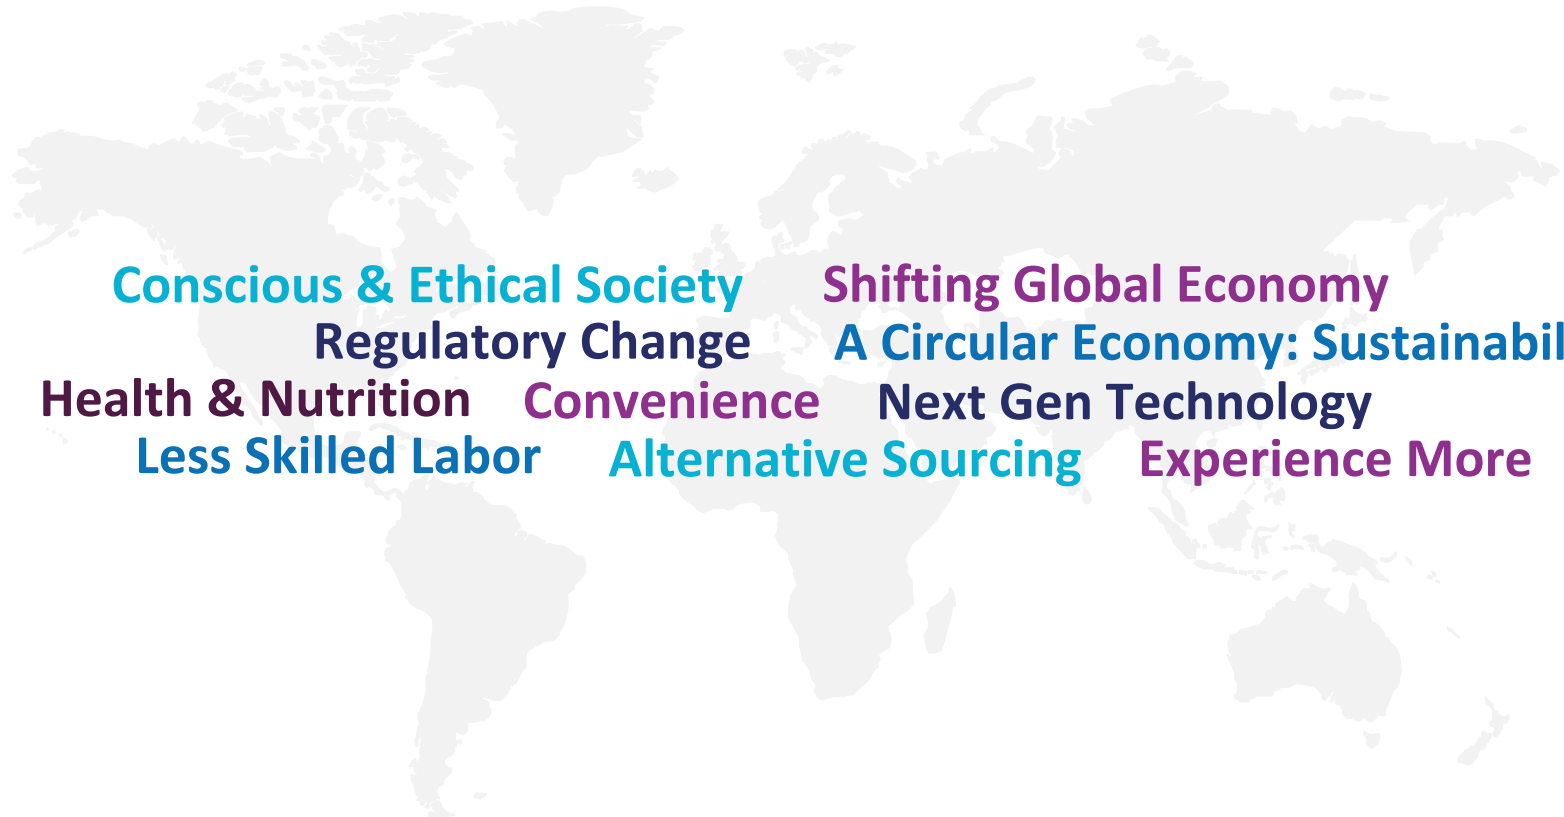 Conscious & Ethical Society Shifting Global Economy
Regulatory Change A Circular Economy: Sustainabil
Health & Nutrition Convenience Next Gen Technology
Less Skilled Labor Alternative Sourcing Experience More